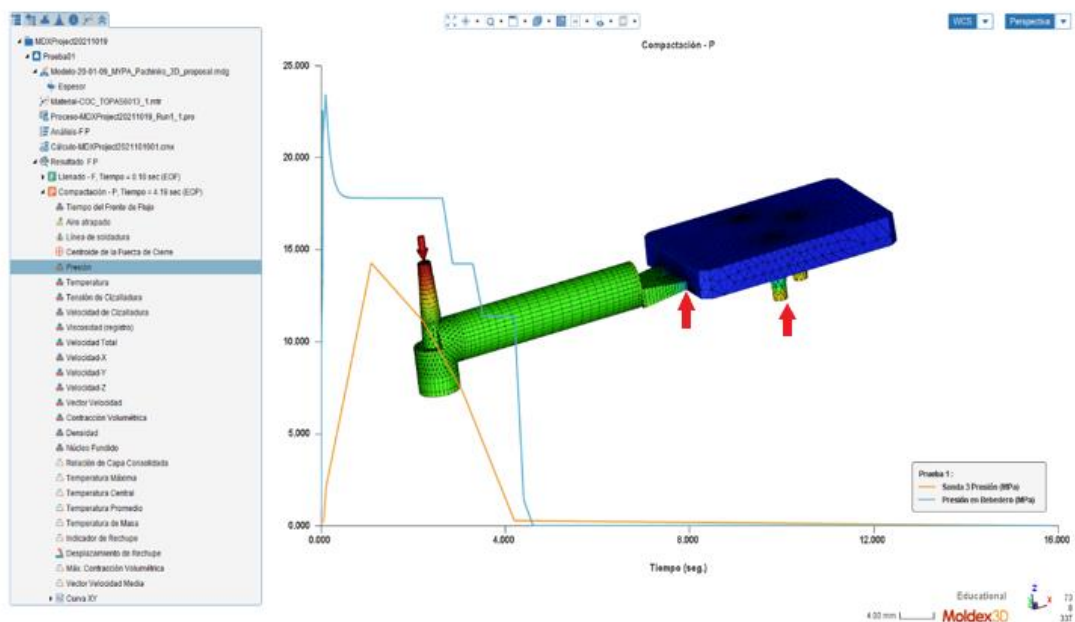 WCS
Perspectiva
MDXProject20211019
Prueba01
Modelo-20-01-09_MYPA_Pachinko_3D_proposal.mdg
Espesor
Material-COC_TOPAS6013_1.mtr
Proceso-MDXProject20211019_Run1_1.pro
Análisis-F P
Cálculo-MDXProject2021101901.cmx
Resultado F P
Llenado - F, Tiempo = 0.10 sec (EOF)
Compactación - P, Tiempo = 4.19 sec (EOP)
Tiempo del Frente de Flujo
Aire atrapado
Línea de soldadura
Centroide de la Fuerza de Cierre
Presión
Temperatura
Tensión de Cizalladura
Velocidad de Cizalladura
Viscosidad (registro)
Velocidad Total
Velocidad-X
Velocidad-Y
Velocidad-Z
Vector Velocidad
Contracción Volumétrica
Densidad
Núcleo Fundido
Relación de Capa Consolidada
Temperatura Máxima
Temperatura Central
Temperatura Promedio
Temperatura de Masa
Indicador de Rechupe
Desplazamiento de Rechupe
Máx. Contracción Volumétrica
Vector Velocidad Media
Curva XY
Compactación - P
25.000
20.000
15.000
10.000
5.000
0.000
0.000 4.000 8.000 12.000 16.000
Tiempo (seg.)
Prueba 1 :
Sonda 3 Presión (MPa)
Presión en Bebedero (MPa)
Educational
Moldex3D
4.00 mm
Z
X
73
8
337